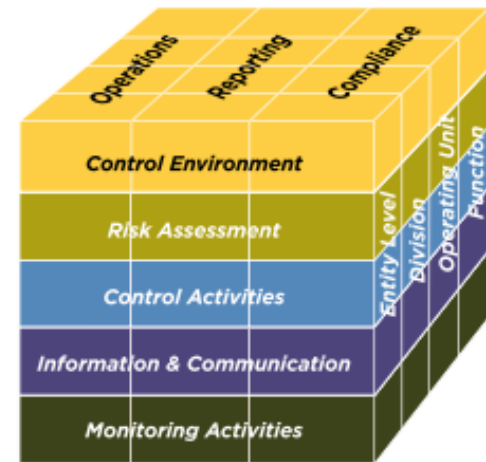 Operations
Reporting
Compliance
Control Environment
Risk Assessment
Control Activities
Information & Communication
Monitoring Activities
Entity Level
Division
Operating Unit
Function